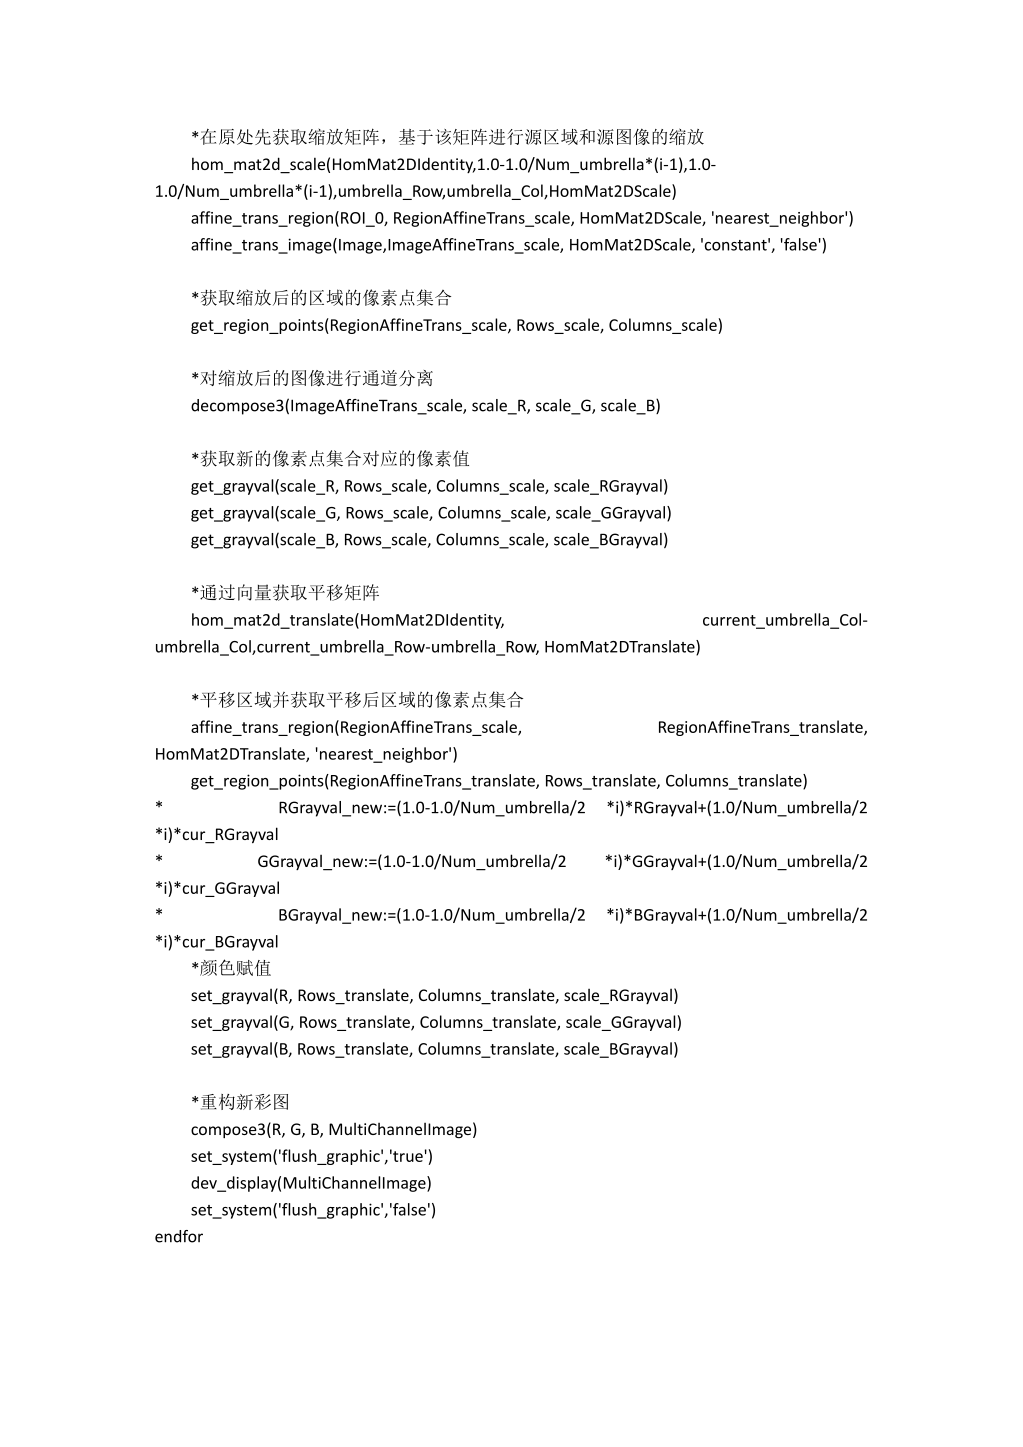 *在原处先获取缩放矩阵，基于该矩阵进行源区域和源图像的缩放
hom_mat2d_scale(HomMat2DIdentity,1.0-1.0/Num_umbrella*(i-1),1.0-
1.0/Num_umbrella*(i-1),umbrella_Row,umbrella_Col,HomMat2DScale)
affine_trans_region(ROI_0, RegionAffineTrans_scale, HomMat2DScale, 'nearest_neighbor')
affine_trans_image(Image,ImageAffineTrans_scale, HomMat2DScale, 'constant', 'false')
*获取缩放后的区域的像素点集合
get_region_points(RegionAffineTrans_scale, Rows_scale, Columns_scale)
*对缩放后的图像进行通道分离
decompose3(ImageAffineTrans_scale, scale_R, scale_G, scale_B)
*获取新的像素点集合对应的像素值
get_grayval(scale_R, Rows_scale, Columns_scale, scale_RGrayval)
get_grayval(scale_G, Rows_scale, Columns_scale, scale_GGrayval)
get_grayval(scale_B, Rows_scale, Columns_scale, scale_BGrayval)
*通过向量获取平移矩阵
hom_mat2d_translate(HomMat2DIdentity, current_umbrella_Col-
umbrella_Col,current_umbrella_Row-umbrella_Row, HomMat2DTranslate)
*平移区域并获取平移后区域的像素点集合
affine_trans_region(RegionAffineTrans_scale, RegionAffineTrans_translate,
HomMat2DTranslate, 'nearest_neighbor')
get_region_points(RegionAffineTrans_translate, Rows_translate, Columns_translate)
* RGrayval_new:=(1.0-1.0/Num_umbrella/2 *i)*RGrayval+(1.0/Num_umbrella/2
*i)*cur_RGrayval
* GGrayval_new:=(1.0-1.0/Num_umbrella/2 *i)*GGrayval+(1.0/Num_umbrella/2
*i)*cur_GGrayval
* BGrayval_new:=(1.0-1.0/Num_umbrella/2 *i)*BGrayval+(1.0/Num_umbrella/2
*i)*cur_BGrayval
*颜色赋值
set_grayval(R, Rows_translate, Columns_translate, scale_RGrayval)
set_grayval(G, Rows_translate, Columns_translate, scale_GGrayval)
set_grayval(B, Rows_translate, Columns_translate, scale_BGrayval)
*重构新彩图
compose3(R, G, B, MultiChannelImage)
set_system('flush_graphic','true')
dev_display(MultiChannelImage)
set_system('flush_graphic','false')
endfor